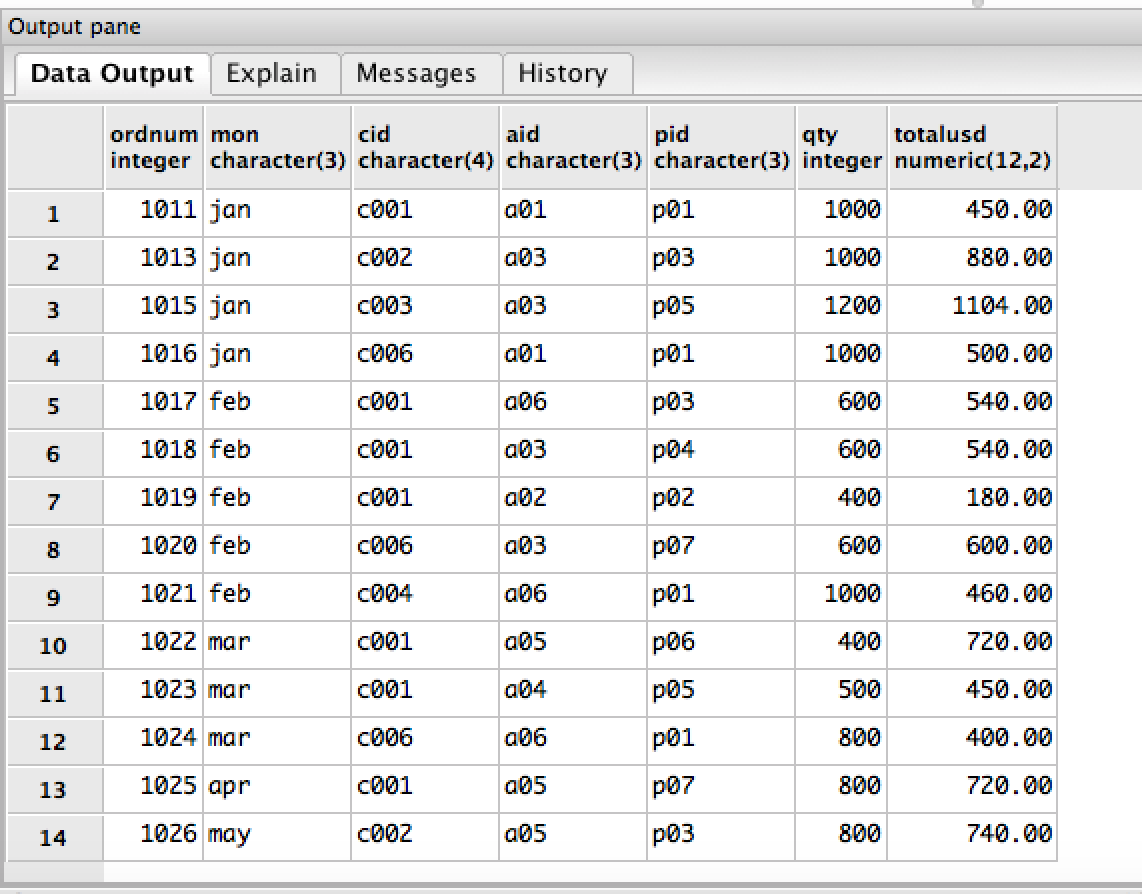 Output pane
Data Output Explain Messages History
ordnum mon cid aid pid qty totalusd
integer character(3) character(4) character(3) character(3) integer numeric(12,2)
1 1011 jan c001 a01 p01 1000 450.00
2 1013 jan c002 a03 p03 1000 880.00
3 1015 jan c003 a03 p05 1200 1104.00
4 1016 jan c006 a01 p01 1000 500.00
5 1017 feb c001 a06 p03 600 540.00
6 1018 feb c001 a03 p04 600 540.00
7 1019 feb c001 a02 p02 400 180.00
8 1020 feb c006 a03 p07 600 600.00
9 1021 feb c004 a06 p01 1000 460.00
10 1022 mar c001 a05 p06 400 720.00
11 1023 mar c001 a04 p05 500 450.00
12 1024 mar c006 a06 p01 800 400.00
13 1025 apr c001 a05 p07 800 720.00
14 1026 may c002 a05 p03 800 740.00